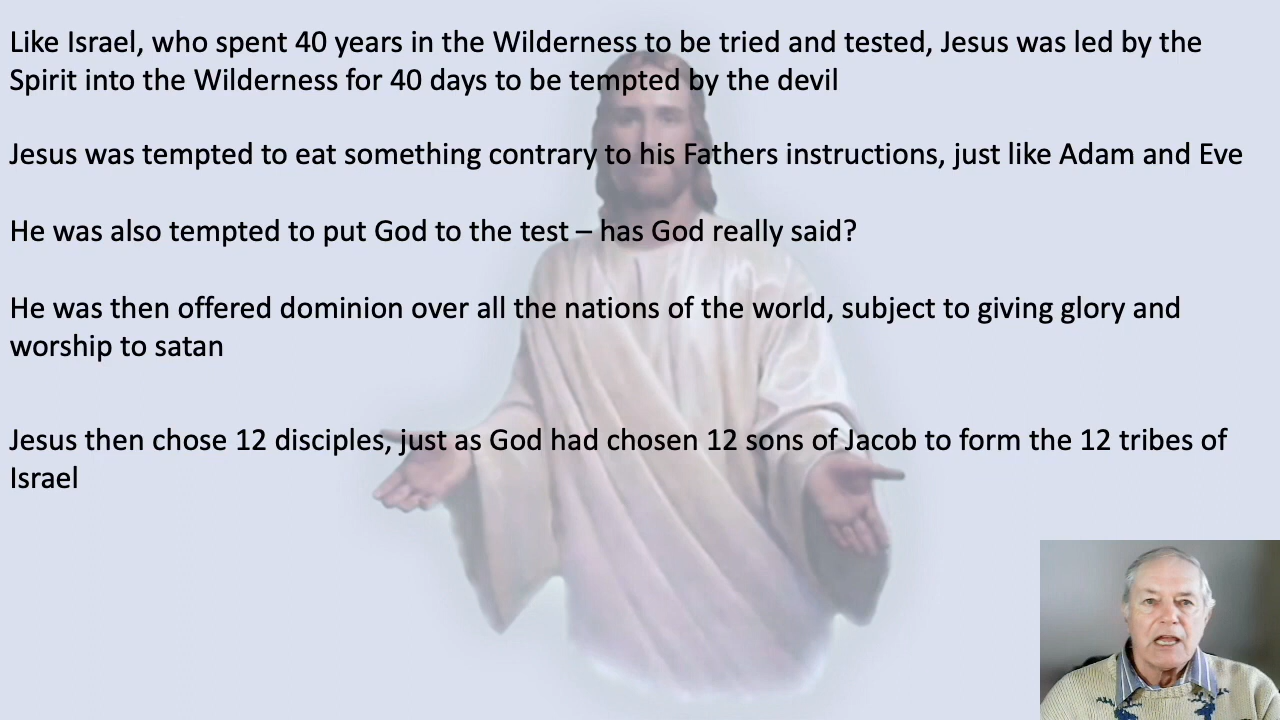 Like Israel, who spent 40 years in the Wilderness to be tried and tested, Jesus was led by the
Spirit into the Wilderness for 40 days to be tempted by the devil
Jesus was tempted to eat something contrary to his Fathers instructions, just like Adam and Eve
He was also tempted to put God to the test – has God really said?
He was then offered dominion over all the nations of the world, subject to giving glory and
worship to satan
Jesus then chose 12 disciples, just as God had chosen 12 sons of Jacob to form the 12 tribes of
Israel